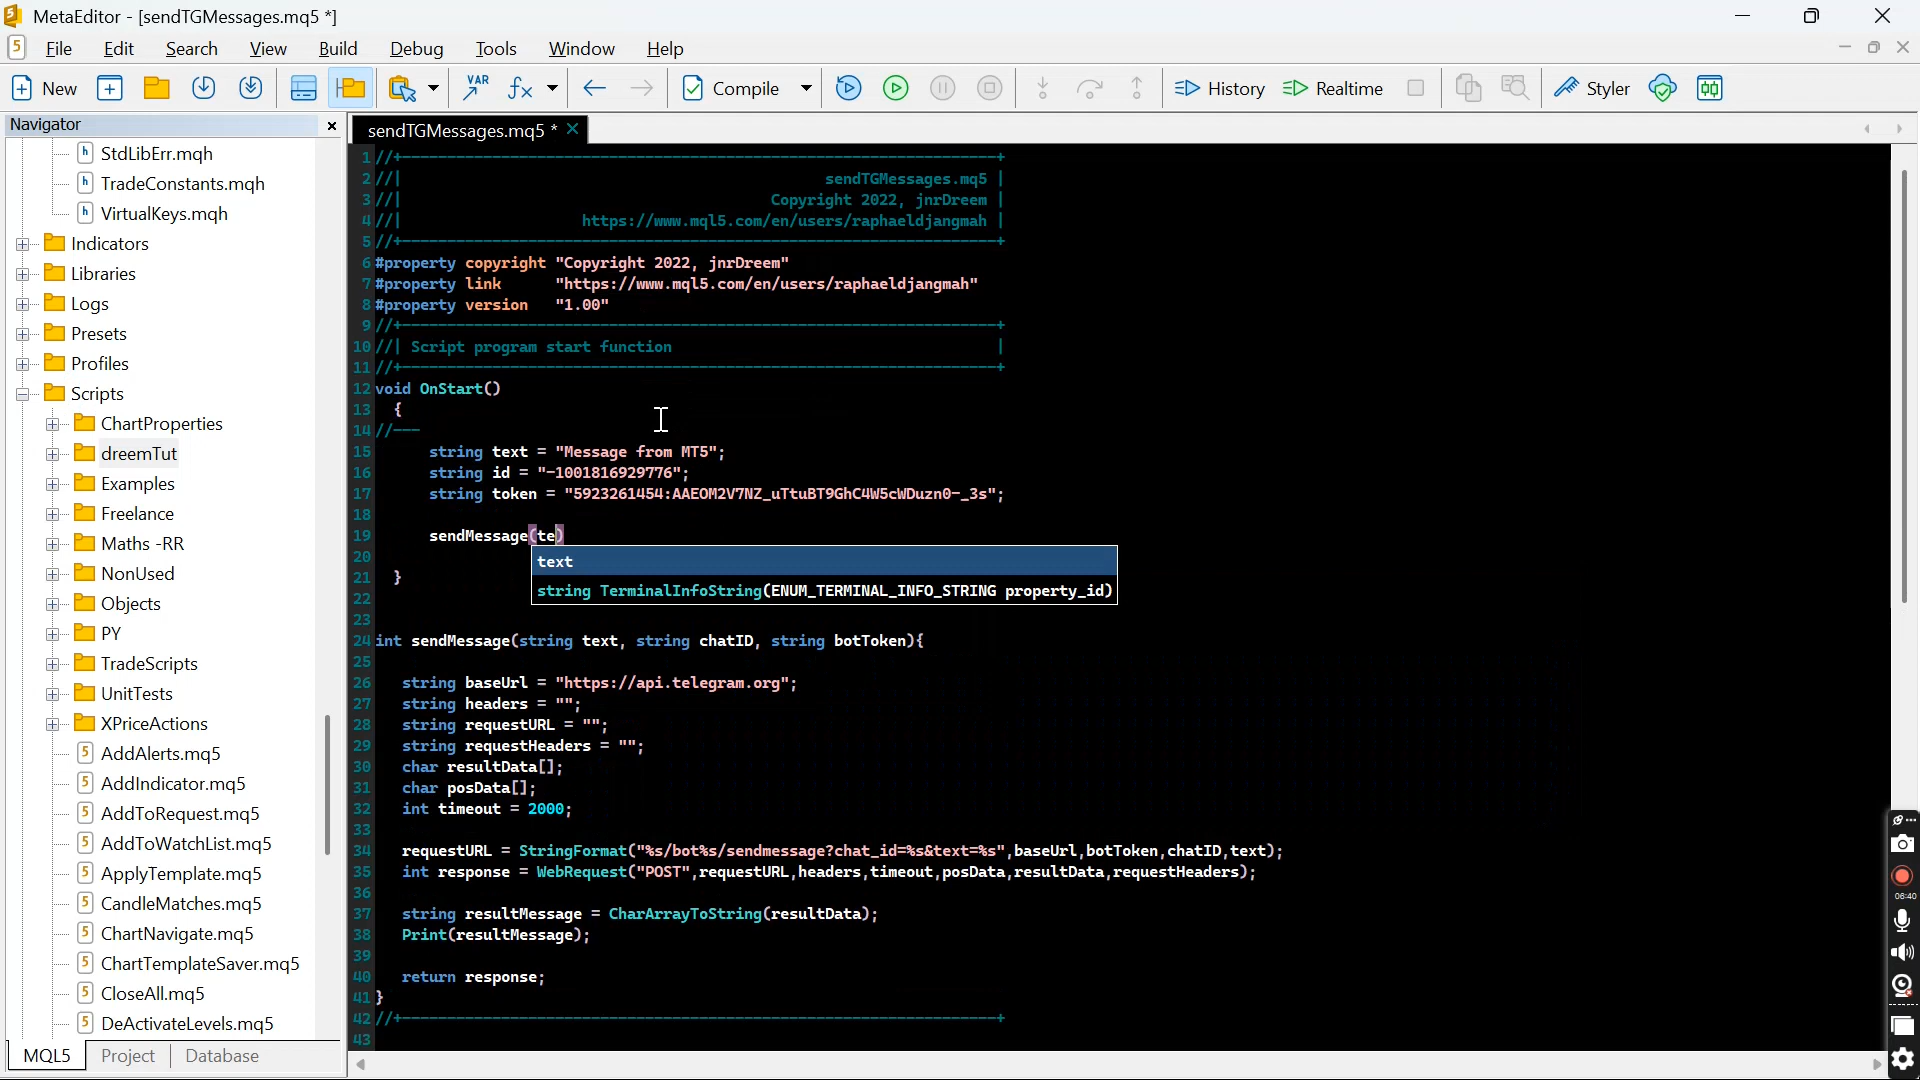 MetaEditor - [sendTGMessages.mq5 *]
File Edit Search View Build Debug Tools Window Help
New VAR Compile History Realtime Styler
Navigator
sendTGMessages.mq5 *
StdLibErr.mqh
TradeConstants.mqh
VirtualKeys.mqh
Indicators
Libraries
Logs
Presets
Profiles
Scripts
ChartProperties
dreemTut
Examples
Freelance
Maths -RR
NonUsed
Objects
PY
TradeScripts
UnitTests
XPriceActions
AddAlerts.mq5
AddIndicator.mq5
AddToRequest.mq5
AddToWatchList.mq5
ApplyTemplate.mq5
CandleMatches.mq5
ChartNavigate.mq5
ChartTemplateSaver.mq5
CloseAll.mq5
DeActivateLevels.mq5
MQL5 Project Database
1 //+------------------------------------------------------------------+
2 //| sendTGMessages.mq5 |
3 //| Copyright 2022, jnrDreem |
4 //| https://www.mql5.com/en/users/raphaeldjangmah |
5 //+------------------------------------------------------------------+
6 #property copyright "Copyright 2022, jnrDreem"
7 #property link "https://www.mql5.com/en/users/raphaeldjangmah"
8 #property version "1.00"
9 //+------------------------------------------------------------------+
10 //| Script program start function |
11 //+------------------------------------------------------------------+
12 void OnStart()
13 {
14 //---
15 string text = "Message from MT5";
16 string id = "-1001816929776";
17 string token = "5923261454:AAEOM2V7NZ_uTtuBT9GhC4W5cWDuzn0-_3s";
18
19 sendMessage(te)
20 text
string TerminalInfoString(ENUM_TERMINAL_INFO_STRING property_id)
21 }
22
23
24 int sendMessage(string text, string chatID, string botToken){
25
26 string baseUrl = "https://api.telegram.org";
27 string headers = "";
28 string requestURL = "";
29 string requestHeaders = "";
30 char resultData[];
31 char posData[];
32 int timeout = 2000;
33
34 requestURL = StringFormat("%s/bot%s/sendmessage?chat_id=%s&text=%s",baseUrl,botToken,chatID,text);
35 int response = WebRequest("POST",requestURL,headers,timeout,posData,resultData,requestHeaders);
36
37 string resultMessage = CharArrayToString(resultData);
38 Print(resultMessage);
39
40 return response;
41 }
42 //+------------------------------------------------------------------+
43
06:40